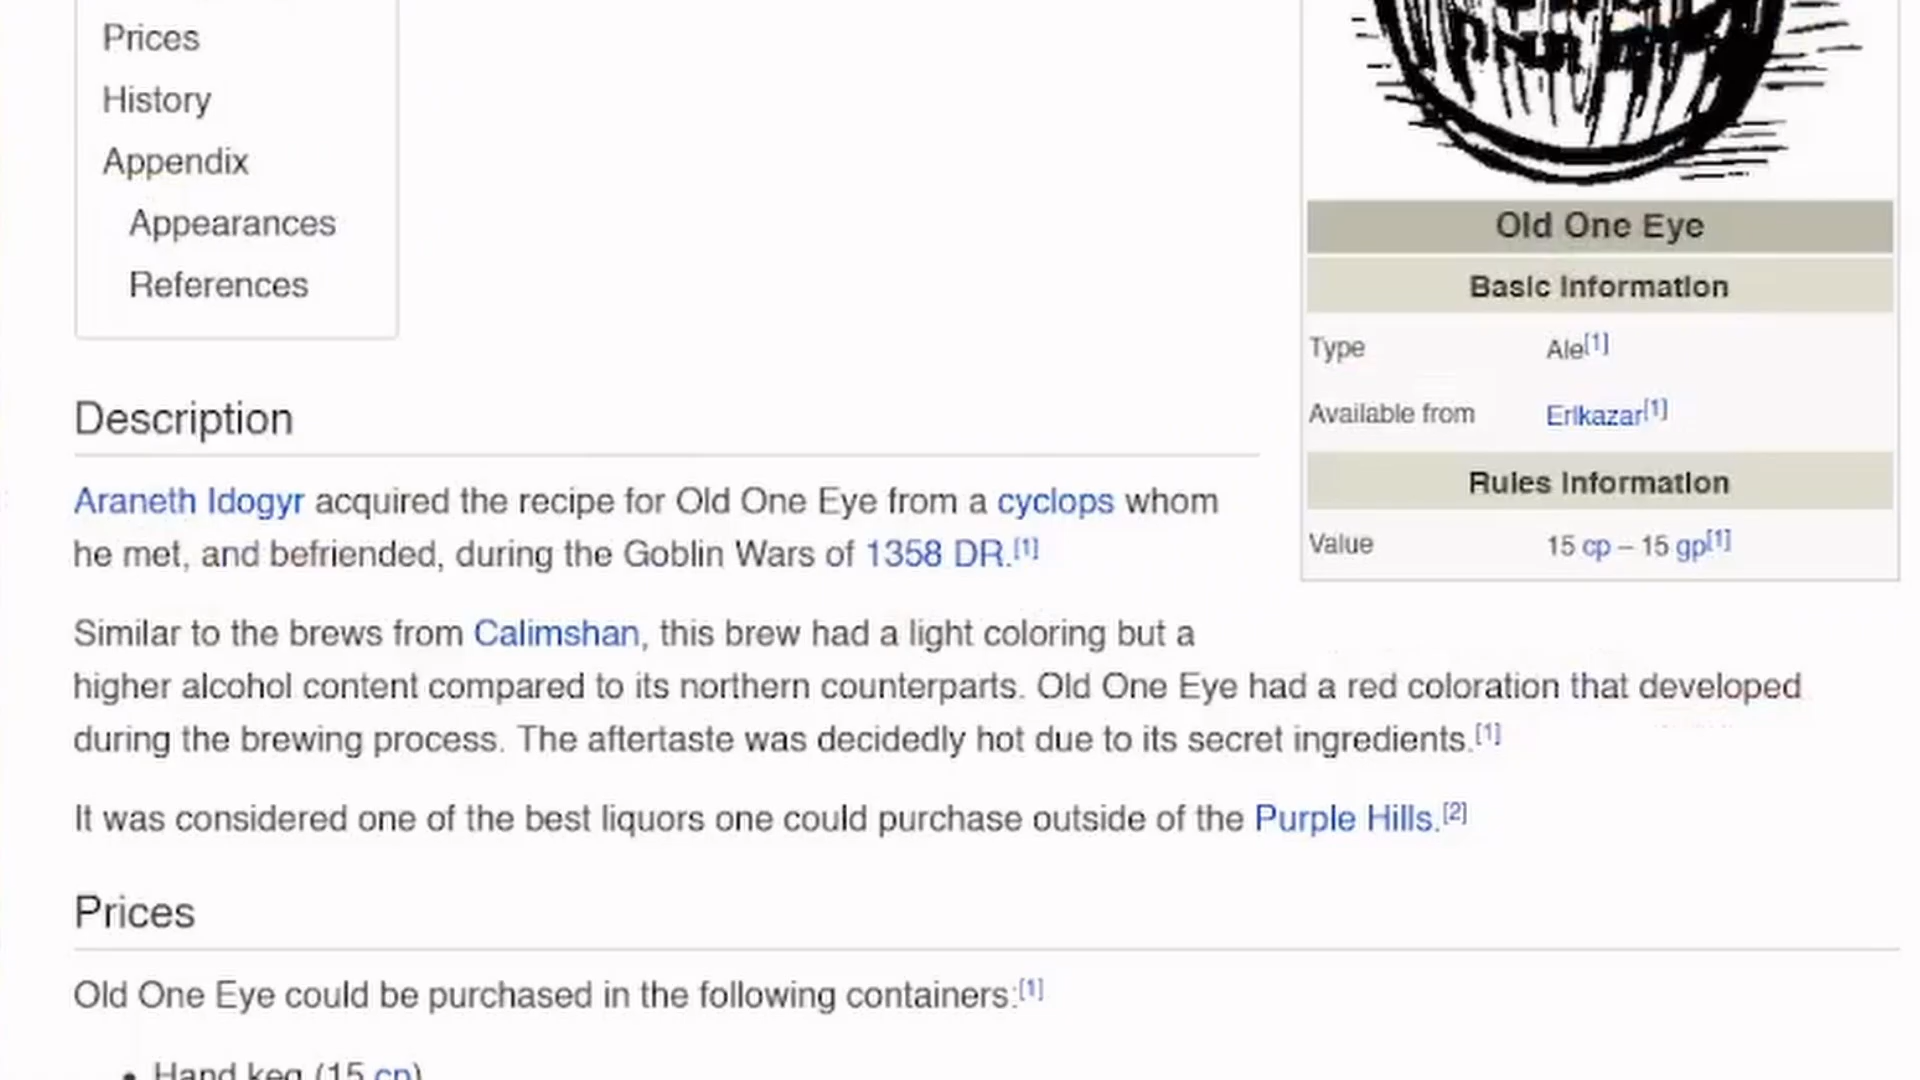 Prices
History
Appendix
Appearances
References
Old One Eye
Basic Information
Type Ale[1]
Available from Erlkazar[1]
Rules Information
Value 15 cp – 15 gp[1]
Description
Araneth Idogyr acquired the recipe for Old One Eye from a cyclops whom
he met, and befriended, during the Goblin Wars of 1358 DR.[1]
Similar to the brews from Calimshan, this brew had a light coloring but a
higher alcohol content compared to its northern counterparts. Old One Eye had a red coloration that developed
during the brewing process. The aftertaste was decidedly hot due to its secret ingredients.[1]
It was considered one of the best liquors one could purchase outside of the Purple Hills.[2]
Prices
Old One Eye could be purchased in the following containers:[1]
• Hand keg (15 cp)